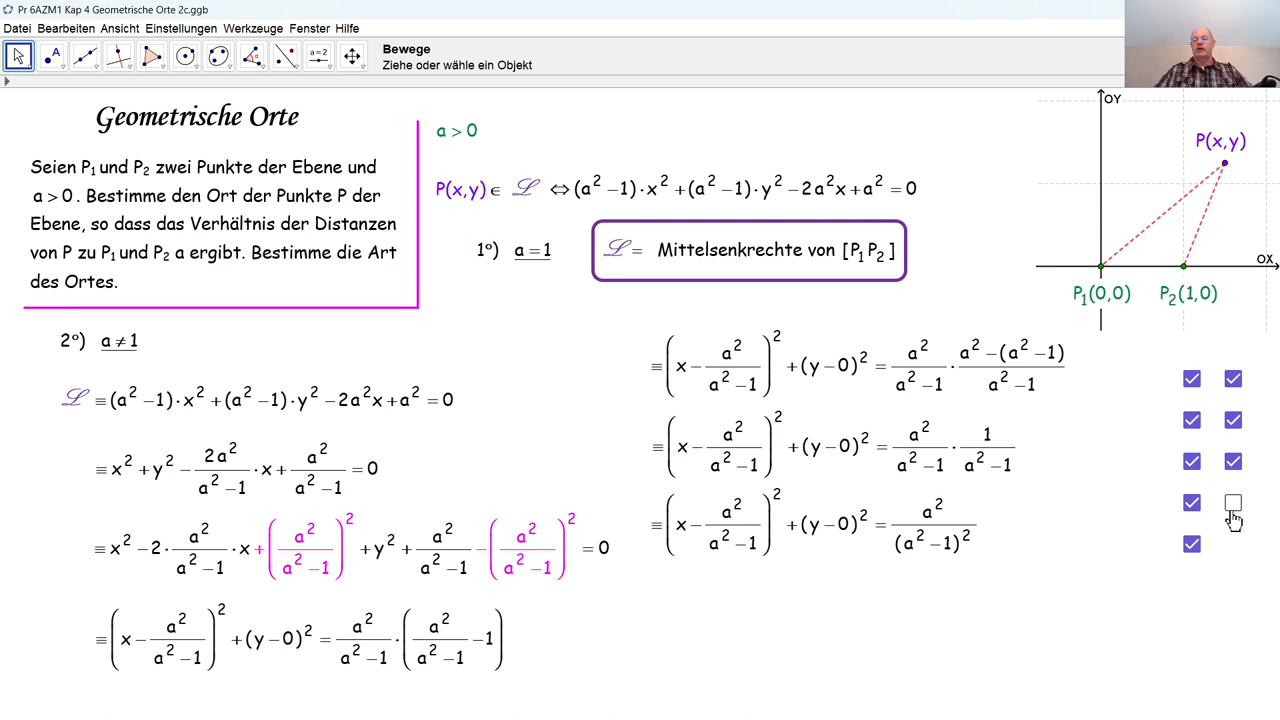 Pr 6AZM1 Kap 4 Geometrische Orte 2c.ggb
Datei Bearbeiten Ansicht Einstellungen Werkzeuge Fenster Hilfe
A
a=2
Bewege
Ziehe oder wähle ein Objekt
Geometrische Orte
Seien P₁ und P₂ zwei Punkte der Ebene und
a > 0. Bestimme den Ort der Punkte P der
Ebene, so dass das Verhältnis der Distanzen
von P zu P₁ und P₂ a ergibt. Bestimme die Art
des Ortes.
a > 0
P(x,y) ∈ ℒ ⇔ (a² −1)·x² +(a² −1)·y² −2a²x+a² = 0
1°) a = 1
ℒ = Mittelsenkrechte von [P₁ P₂ ]
OY
P(x,y)
OX
P₁(0,0) P₂(1,0)
2°) a ≠ 1
ℒ ≡ (a² −1)·x² +(a² −1)·y² −2a²x+a² = 0
≡ x² + y² − 2a²/(a² −1) · x + a²/(a² −1) = 0
≡ x² − 2· a²/(a² −1) · x + (a²/(a² −1))² + y² + a²/(a² −1) − (a²/(a² −1))² = 0
≡ (x − a²/(a² −1))² + (y−0)² = a²/(a² −1) · (a²/(a² −1) − 1)
≡ (x − a²/(a² −1))² + (y−0)² = a²/(a² −1) · (a² −(a² −1))/(a² −1)
≡ (x − a²/(a² −1))² + (y−0)² = a²/(a² −1) · 1/(a² −1)
≡ (x − a²/(a² −1))² + (y−0)² = a²/(a² −1)²